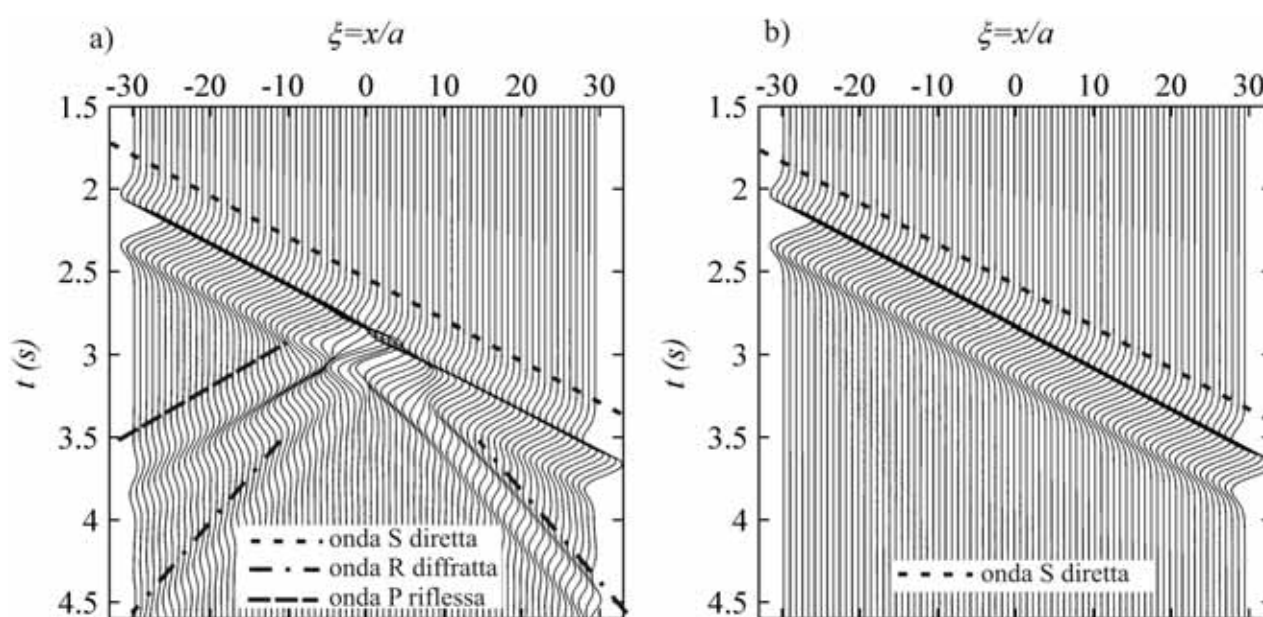 a)
ξ=x/a
-30 -20 -10 0 10 20 30
1.5
2
2.5
3
3.5
4
4.5
t (s)
onda S diretta
onda R diffratta
onda P riflessa
b)
ξ=x/a
-30 -20 -10 0 10 20 30
1.5
2
2.5
3
3.5
4
4.5
t (s)
onda S diretta